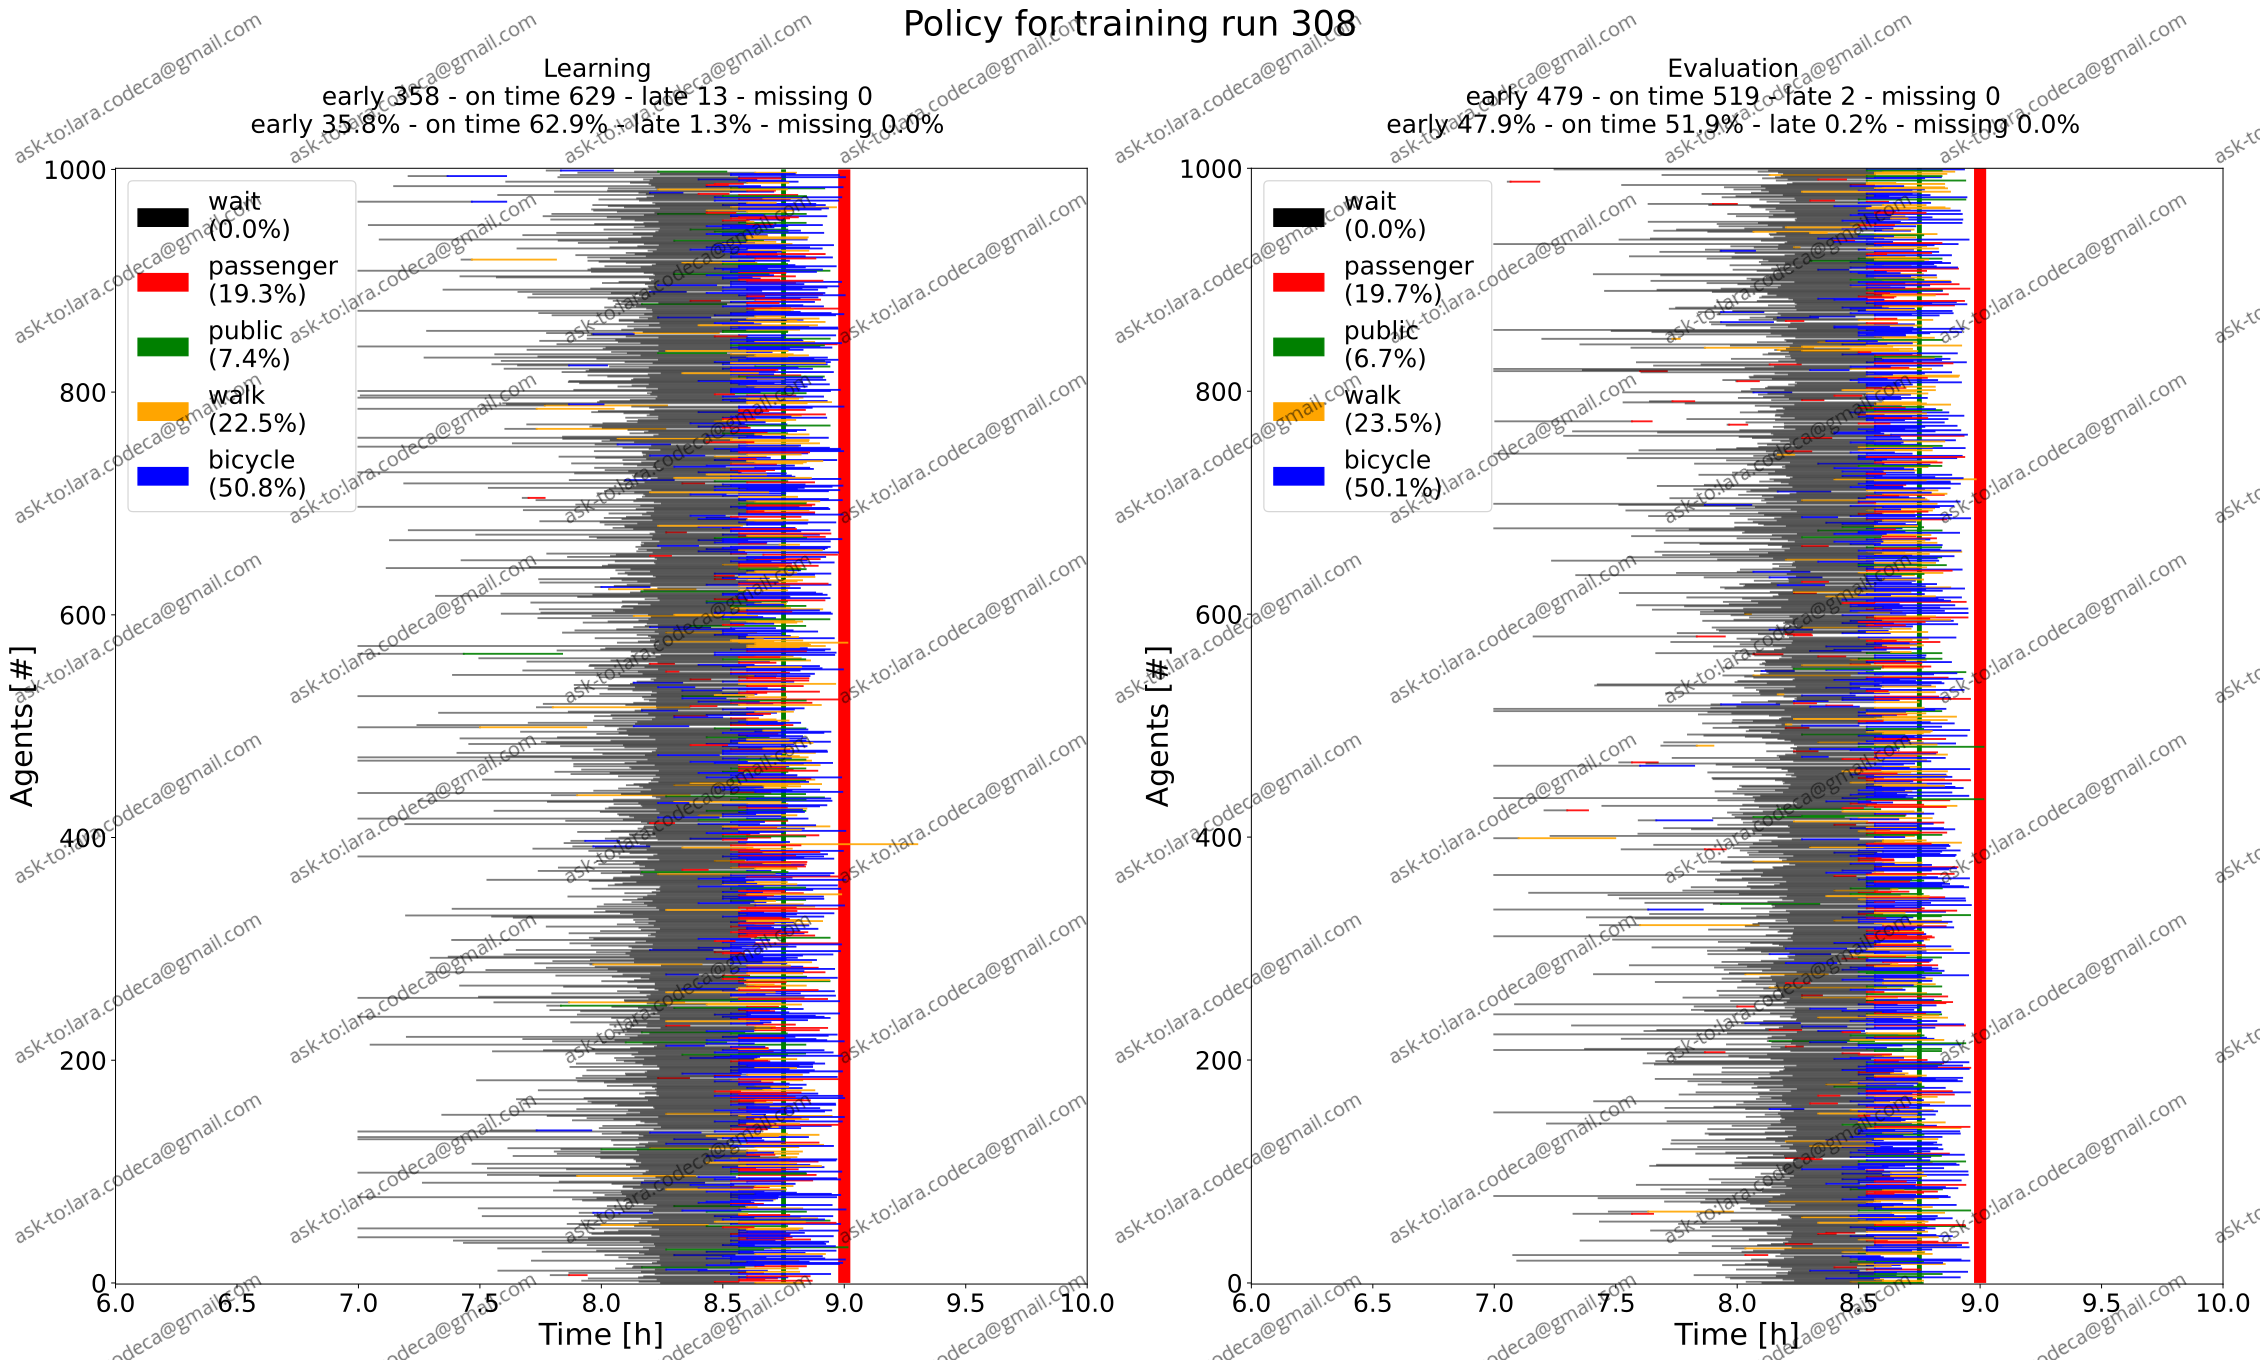 Policy for training run 308
Learning
early 358 - on time 629 - late 13 - missing 0
early 35.8% - on time 62.9% - late 1.3% - missing 0.0%
Agents [#]
1000
800
600
400
200
0
wait
(0.0%)
passenger
(19.3%)
public
(7.4%)
walk
(22.5%)
bicycle
(50.8%)
6.0 6.5 7.0 7.5 8.0 8.5 9.0 9.5 10.0
Time [h]
Evaluation
early 479 - on time 519 - late 2 - missing 0
early 47.9% - on time 51.9% - late 0.2% - missing 0.0%
Agents [#]
1000
800
600
400
200
0
wait
(0.0%)
passenger
(19.7%)
public
(6.7%)
walk
(23.5%)
bicycle
(50.1%)
6.0 6.5 7.0 7.5 8.0 8.5 9.0 9.5 10.0
Time [h]
ask-to:lara.codeca@gmail.com